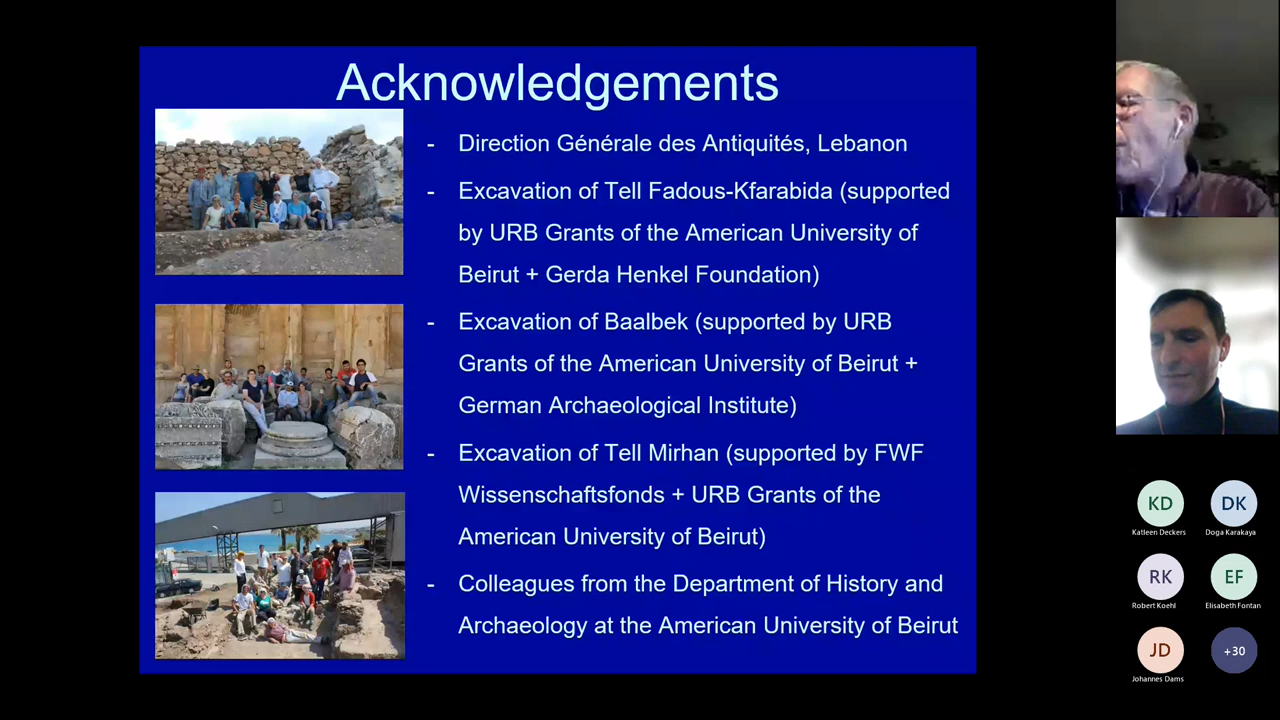 Acknowledgements
- Direction Générale des Antiquités, Lebanon
- Excavation of Tell Fadous-Kfarabida (supported
by URB Grants of the American University of
Beirut + Gerda Henkel Foundation)
- Excavation of Baalbek (supported by URB
Grants of the American University of Beirut +
German Archaeological Institute)
- Excavation of Tell Mirhan (supported by FWF
Wissenschaftsfonds + URB Grants of the
American University of Beirut)
- Colleagues from the Department of History and
Archaeology at the American University of Beirut
KD DK
Katleen Deckers Doga Karakaya
RK EF
Robert Koehl Elisabeth Fontan
JD +30
Johannes Dams